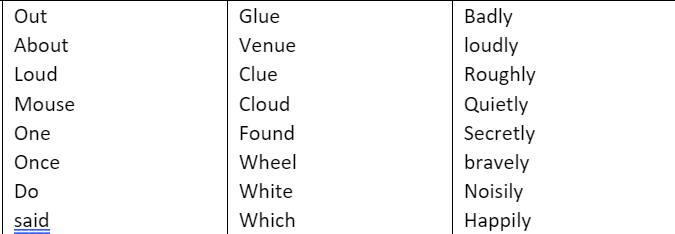 Out Glue Badly
About Venue loudly
Loud Clue Roughly
Mouse Cloud Quietly
One Found Secretly
Once Wheel bravely
Do White Noisily
said Which Happily